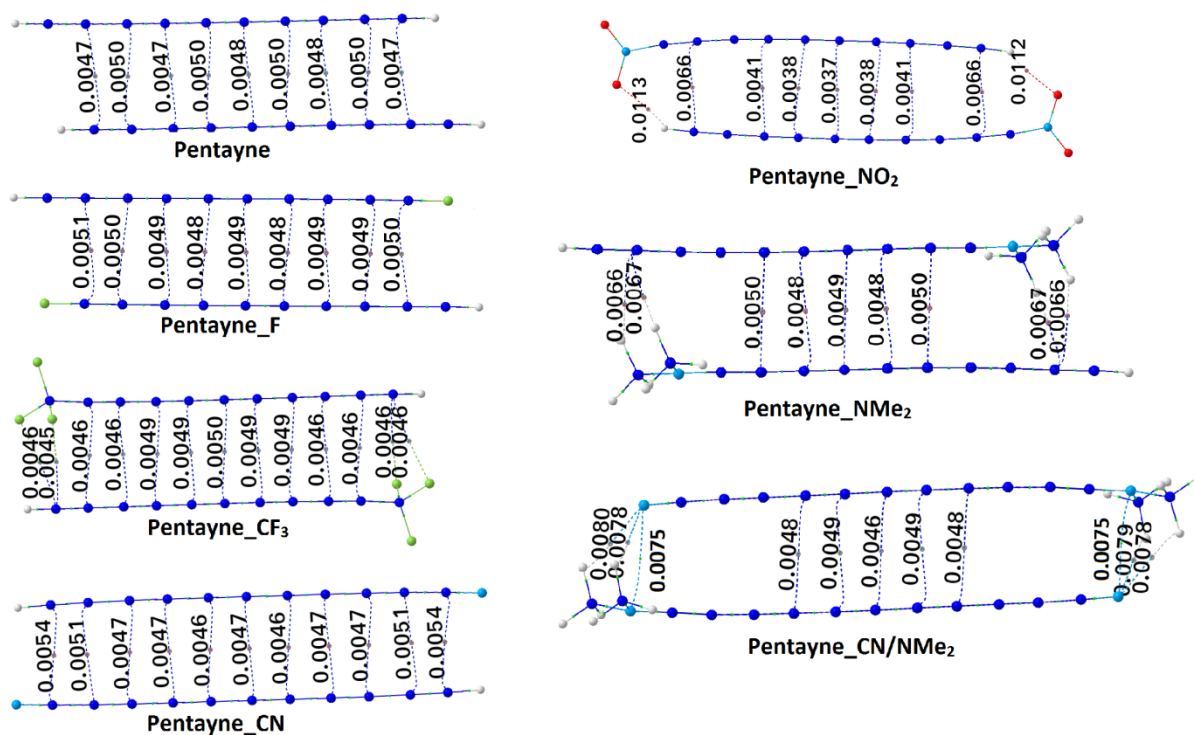 0.0047 0.0050 0.0047 0.0050 0.0048 0.0050 0.0048 0.0050 0.0047
Pentayne
0.0051 0.0050 0.0049 0.0048 0.0049 0.0048 0.0049 0.0049 0.0050
Pentayne_F
0.0046 0.0045 0.0046 0.0046 0.0049 0.0049 0.0050 0.0049 0.0046 0.0046 0.0046 0.0046
Pentayne_CF₃
0.0054 0.0051 0.0047 0.0047 0.0046 0.0047 0.0046 0.0047 0.0047 0.0051 0.0054
Pentayne_CN
0.0113 0.0066 0.0041 0.0038 0.0037 0.0038 0.0041 0.0066 0.0112
Pentayne_NO₂
0.0066 0.0067 0.0050 0.0048 0.0049 0.0048 0.0050 0.0067 0.0066
Pentayne_NMe₂
0.0080 0.0078 0.0075 0.0048 0.0049 0.0046 0.0049 0.0048 0.0075 0.0079 0.0078
Pentayne_CN/NMe₂